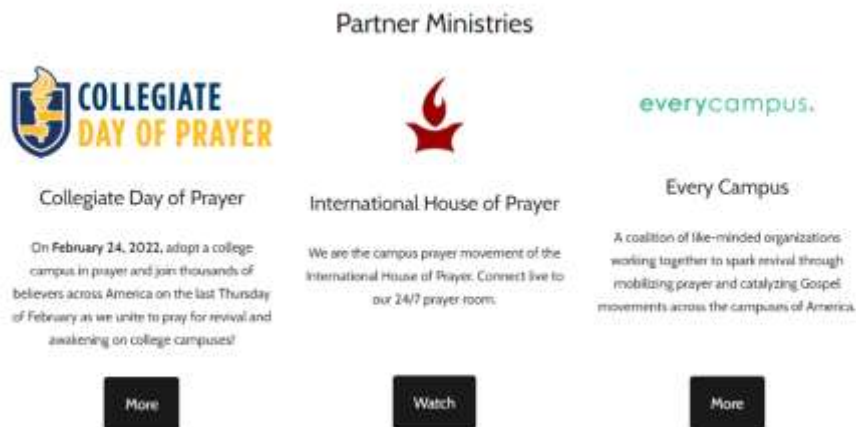 Partner Ministries
COLLEGIATE
DAY OF PRAYER
Collegiate Day of Prayer
On February 24, 2022, adopt a college
campus in prayer and join thousands of
believers across America on the last Thursday
of February as we unite to pray for revival and
awakening on college campuses!
More
International House of Prayer
We are the campus prayer movement of the
International House of Prayer. Connect live to
our 24/7 prayer room.
Watch
everycampus.
Every Campus
A coalition of like-minded organizations
working together to spark revival through
mobilizing prayer and catalyzing Gospel
movements across the campuses of America.
More